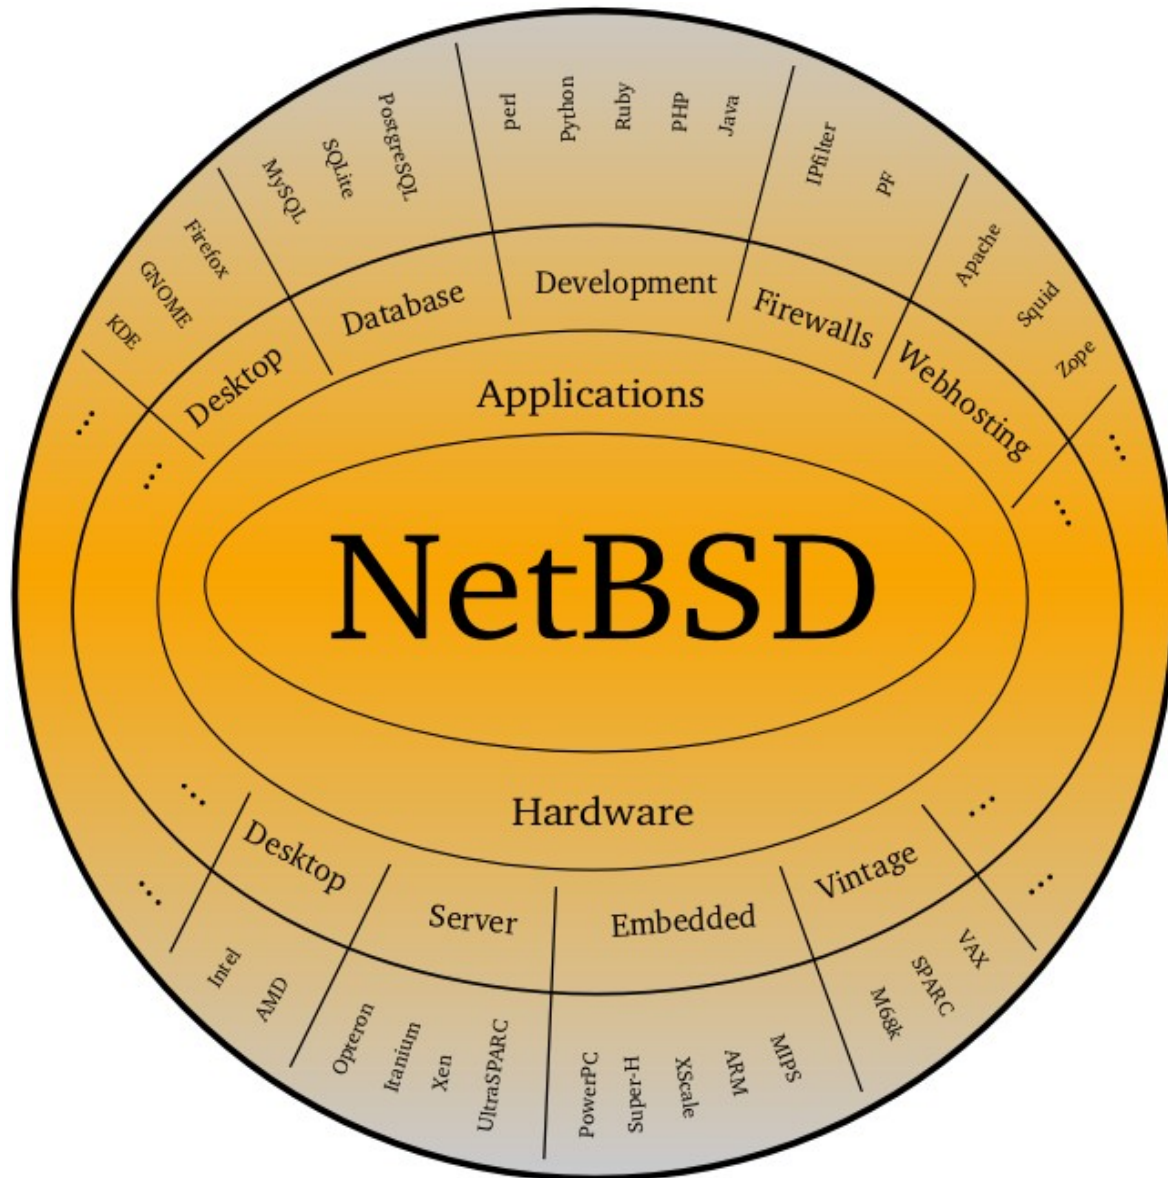 perl
Python
Ruby
PHP
Java
PostgreSQL
SQLite
MySQL
IPfilter
PF
Firefox
GNOME
KDE
Apache
Squid
Zope
Development
Database
Firewalls
Desktop
Webhosting
...
...
...
...
Applications
NetBSD
Hardware
...
...
...
...
Desktop
Server
Embedded
Vintage
Intel
AMD
Opteron
Itanium
Xen
UltraSPARC
PowerPC
Super-H
XScale
ARM
MIPS
M68k
SPARC
VAX